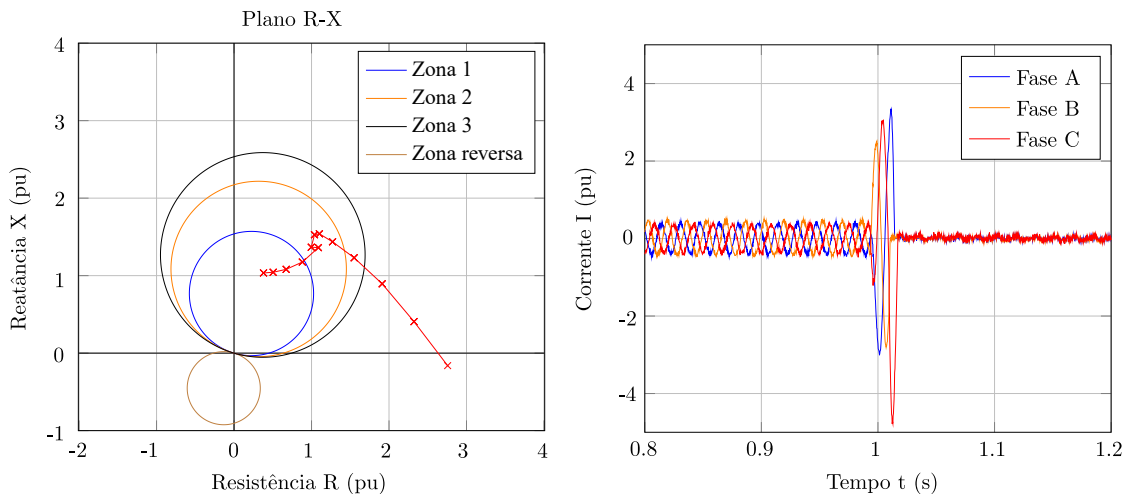 Plano R-X
Reatância X (pu)
4
3
2
1
0
-1
-2
-1
0
1
2
3
4
Resistência R (pu)
Zona 1
Zona 2
Zona 3
Zona reversa
Corrente I (pu)
4
2
0
-2
-4
0.8
0.9
1
1.1
1.2
Tempo t (s)
Fase A
Fase B
Fase C